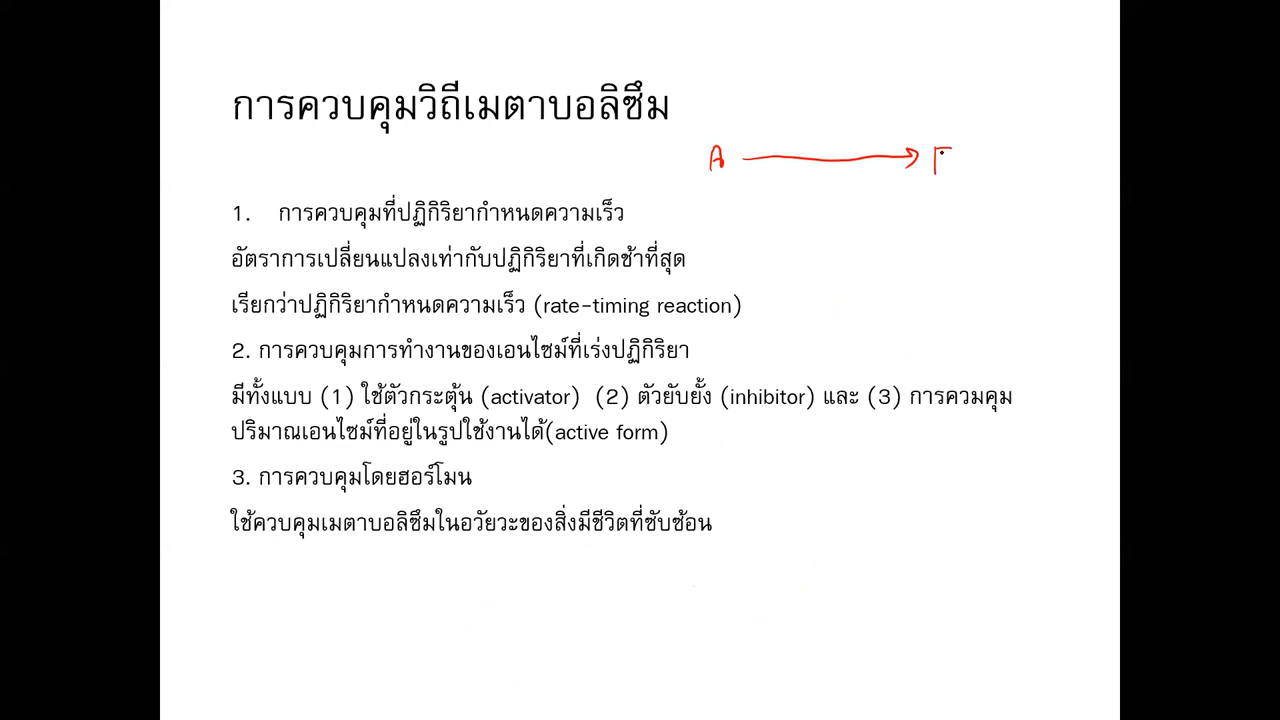 การควบคุมวิถีเมตาบอลิซึม
A → F
1. การควบคุมที่ปฏิกิริยากำหนดความเร็ว
อัตราการเปลี่ยนแปลงเท่ากับปฏิกิริยาที่เกิดช้าที่สุด
เรียกว่าปฏิกิริยากำหนดความเร็ว (rate-timing reaction)
2. การควบคุมการทำงานของเอนไซม์ที่เร่งปฏิกิริยา
มีทั้งแบบ (1) ใช้ตัวกระตุ้น (activator) (2) ตัวยับยั้ง (inhibitor) และ (3) การควมคุม
ปริมาณเอนไซม์ที่อยู่ในรูปใช้งานได้(active form)
3. การควบคุมโดยฮอร์โมน
ใช้ควบคุมเมตาบอลิซึมในอวัยวะของสิ่งมีชีวิตที่ซับซ้อน